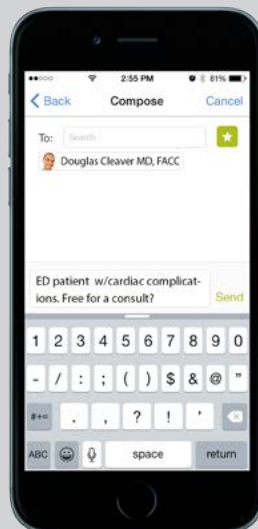 2:55 PM 81%
Back Compose Cancel
To: Search
Douglas Cleaver MD, FACC
ED patient w/cardiac complicat-
ions. Free for a consult?
Send
1 2 3 4 5 6 7 8 9 0
- / : ; ( ) $ & @ "
#+= . , ? ! '
ABC space return